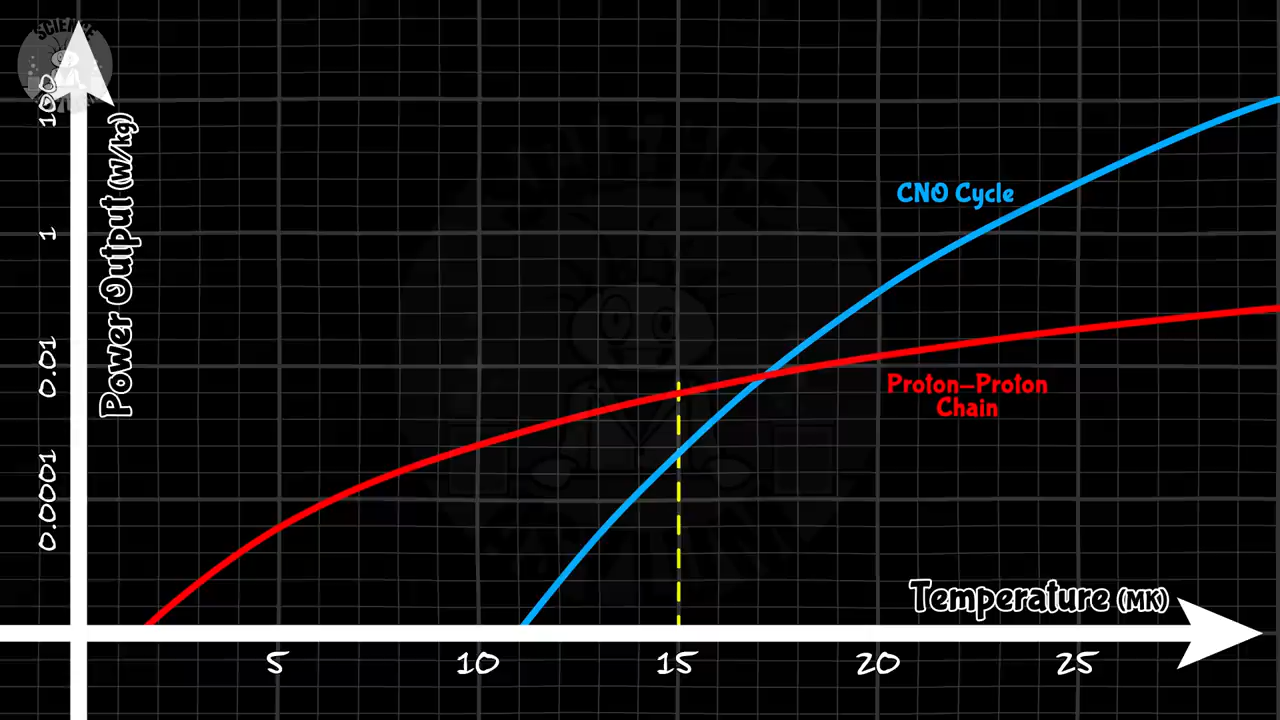 SCIENCE
100
1
0.01
0.0001
Power Output (W/kg)
CNO Cycle
Proton–Proton
Chain
Temperature (MK)
5
10
15
20
25